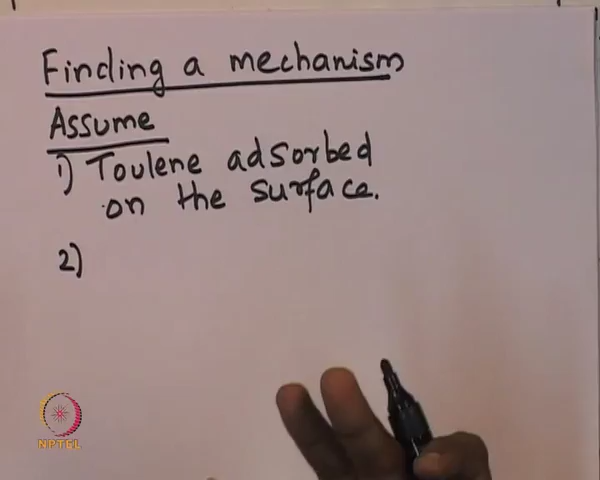 Finding a mechanism
Assume
1) Toulene adsorbed
on the surface.
2)
NPTEL